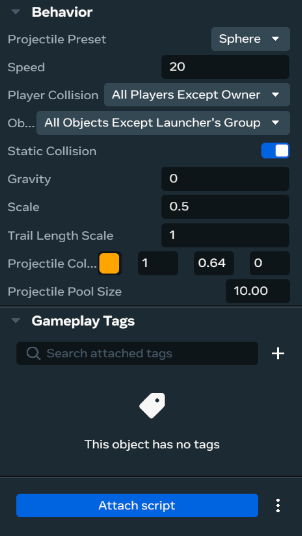 Behavior
Projectile Preset Sphere
Speed 20
Player Collision All Players Except Owner
Ob... All Objects Except Launcher's Group
Static Collision
Gravity 0
Scale 0.5
Trail Length Scale 1
Projectile Col... 1 0.64 0
Projectile Pool Size 10.00
Gameplay Tags
Search attached tags
This object has no tags
Attach script